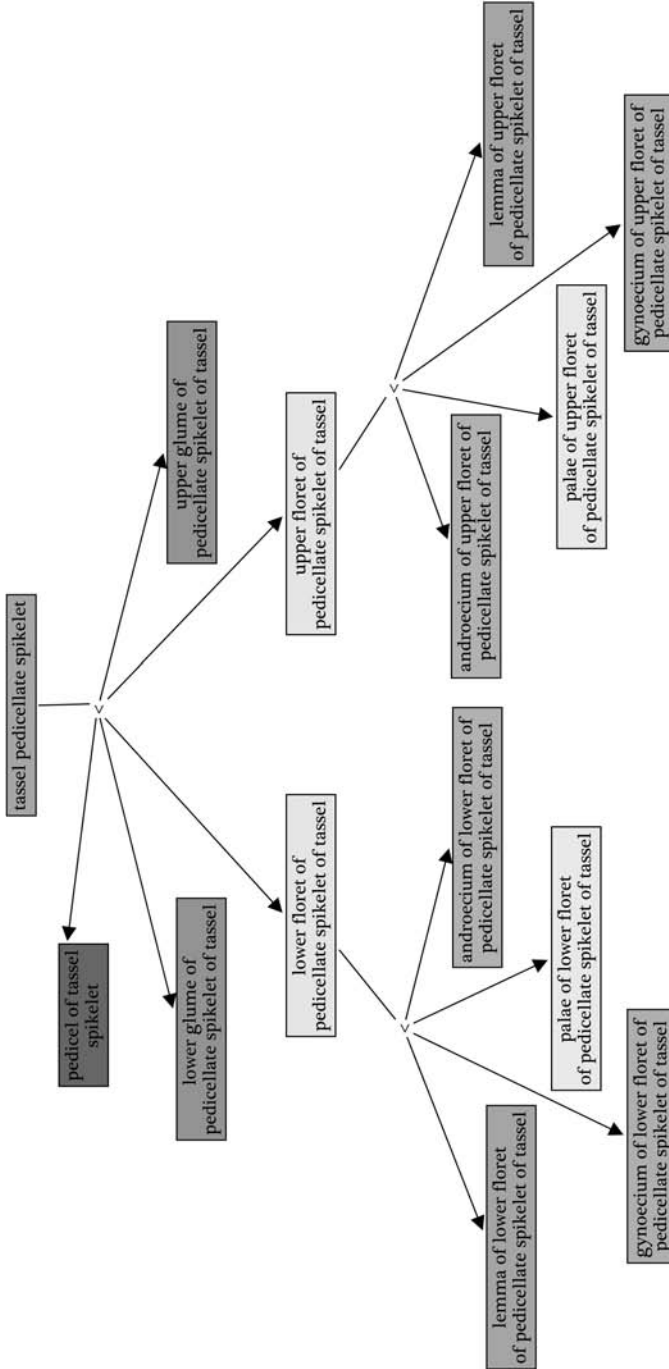 tassel pedicellate spikelet
<
pedicel of tassel
spikelet
lower glume of
pedicellate spikelet of tassel
upper glume of
pedicellate spikelet of tassel
lower floret of
pedicellate spikelet of tassel
upper floret of
pedicellate spikelet of tassel
<
<
lemma of lower floret
of pedicellate spikelet of tassel
androecium of lower floret of
pedicellate spikelet of tassel
androecium of upper floret of
pedicellate spikelet of tassel
lemma of upper floret
of pedicellate spikelet of tassel
palae of lower floret
of pedicellate spikelet of tassel
palae of upper floret
of pedicellate spikelet of tassel
gynoecium of lower floret of
pedicellate spikelet of tassel
gynoecium of upper floret of
pedicellate spikelet of tassel